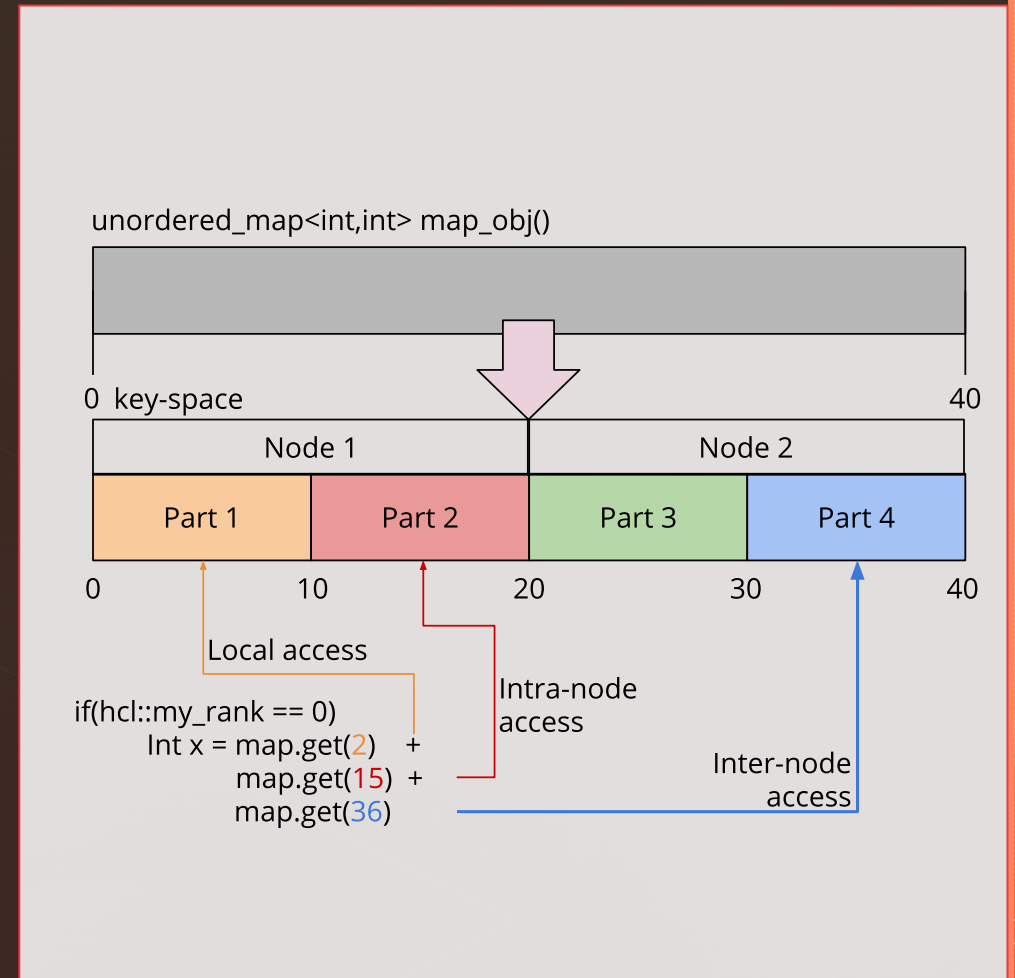 unordered_map<int,int> map_obj()
0 key-space 40
Node 1 Node 2
Part 1 Part 2 Part 3 Part 4
0 10 20 30 40
Local access
Intra-node
access
if(hcl::my_rank == 0)
Int x = map.get(2) +
map.get(15) +
map.get(36)
Inter-node
access